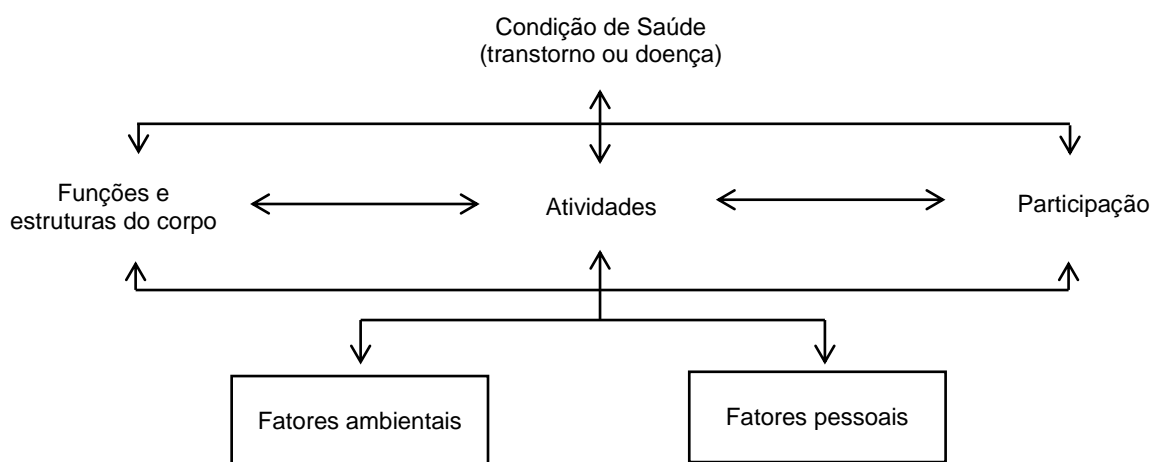 Condição de Saúde
(transtorno ou doença)
Funções e
estruturas do corpo
Atividades
Participação
Fatores ambientais
Fatores pessoais